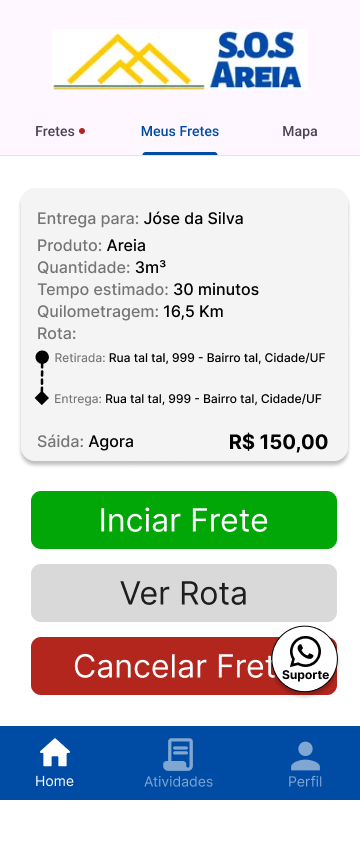 S.O.S
AREIA
Fretes
Meus Fretes
Mapa
Entrega para: Jóse da Silva
Produto: Areia
Quantidade: 3m³
Tempo estimado: 30 minutos
Quilometragem: 16,5 Km
Rota:
Retirada: Rua tal tal, 999 - Bairro tal, Cidade/UF
Entrega: Rua tal tal, 999 - Bairro tal, Cidade/UF
Sáida: Agora
R$ 150,00
Inciar Frete
Ver Rota
Cancelar Fret
Suporte
Home
Atividades
Perfil